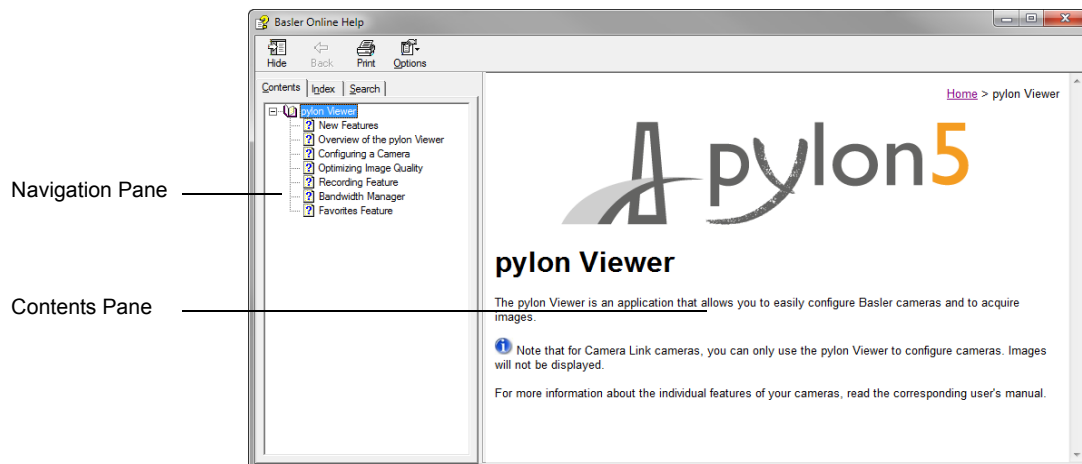 Basler Online Help
Hide Back Print Options
Contents Index Search
Home > pylon Viewer
pylon Viewer
New Features
Overview of the pylon Viewer
Configuring a Camera
Optimizing Image Quality
Recording Feature
Bandwidth Manager
Favorites Feature
Navigation Pane
Contents Pane
pylon5
pylon Viewer
The pylon Viewer is an application that allows you to easily configure Basler cameras and to acquire
images.
Note that for Camera Link cameras, you can only use the pylon Viewer to configure cameras. Images
will not be displayed.
For more information about the individual features of your cameras, read the corresponding user's manual.